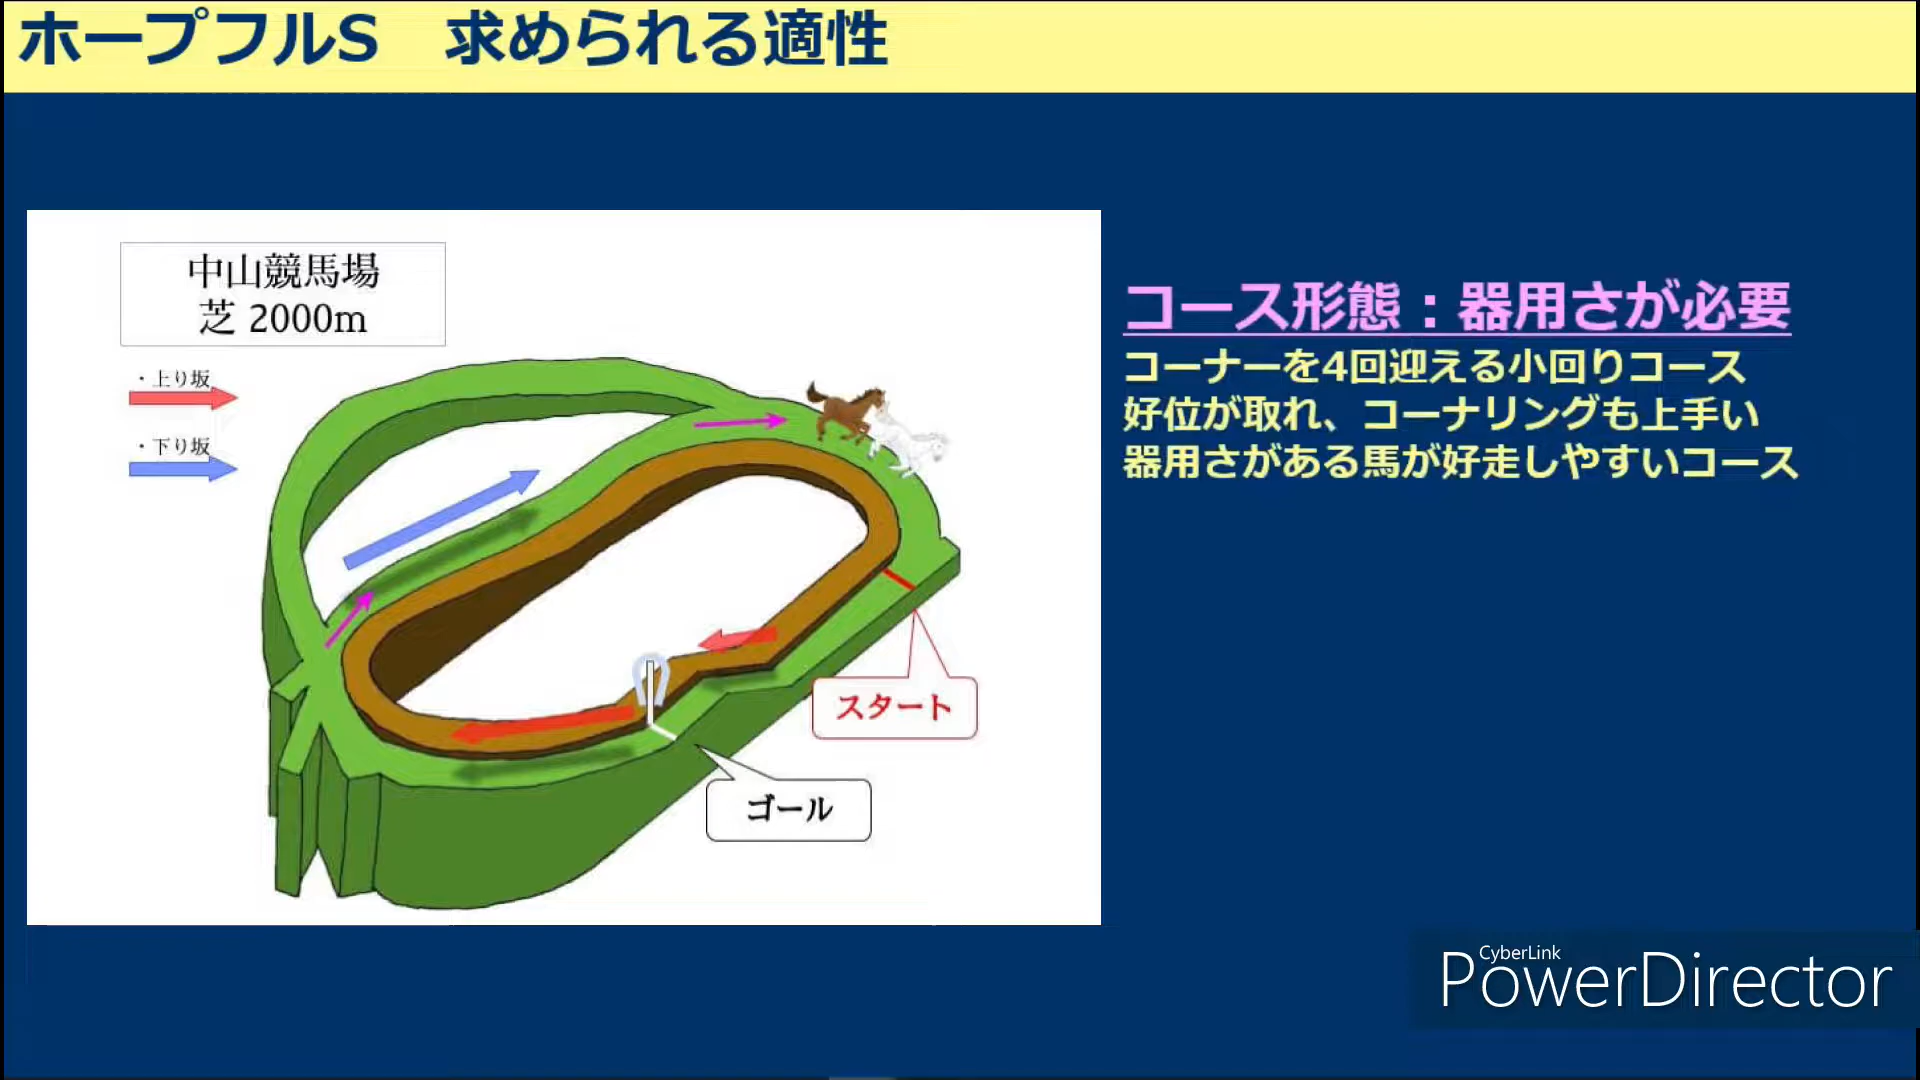 ホープフルS　求められる適性
中山競馬場
芝 2000m
・上り坂
・下り坂
スタート
ゴール
コース形態：器用さが必要
コーナーを4回迎える小回りコース
好位が取れ、コーナリングも上手い
器用さがある馬が好走しやすいコース
CyberLink
PowerDirector